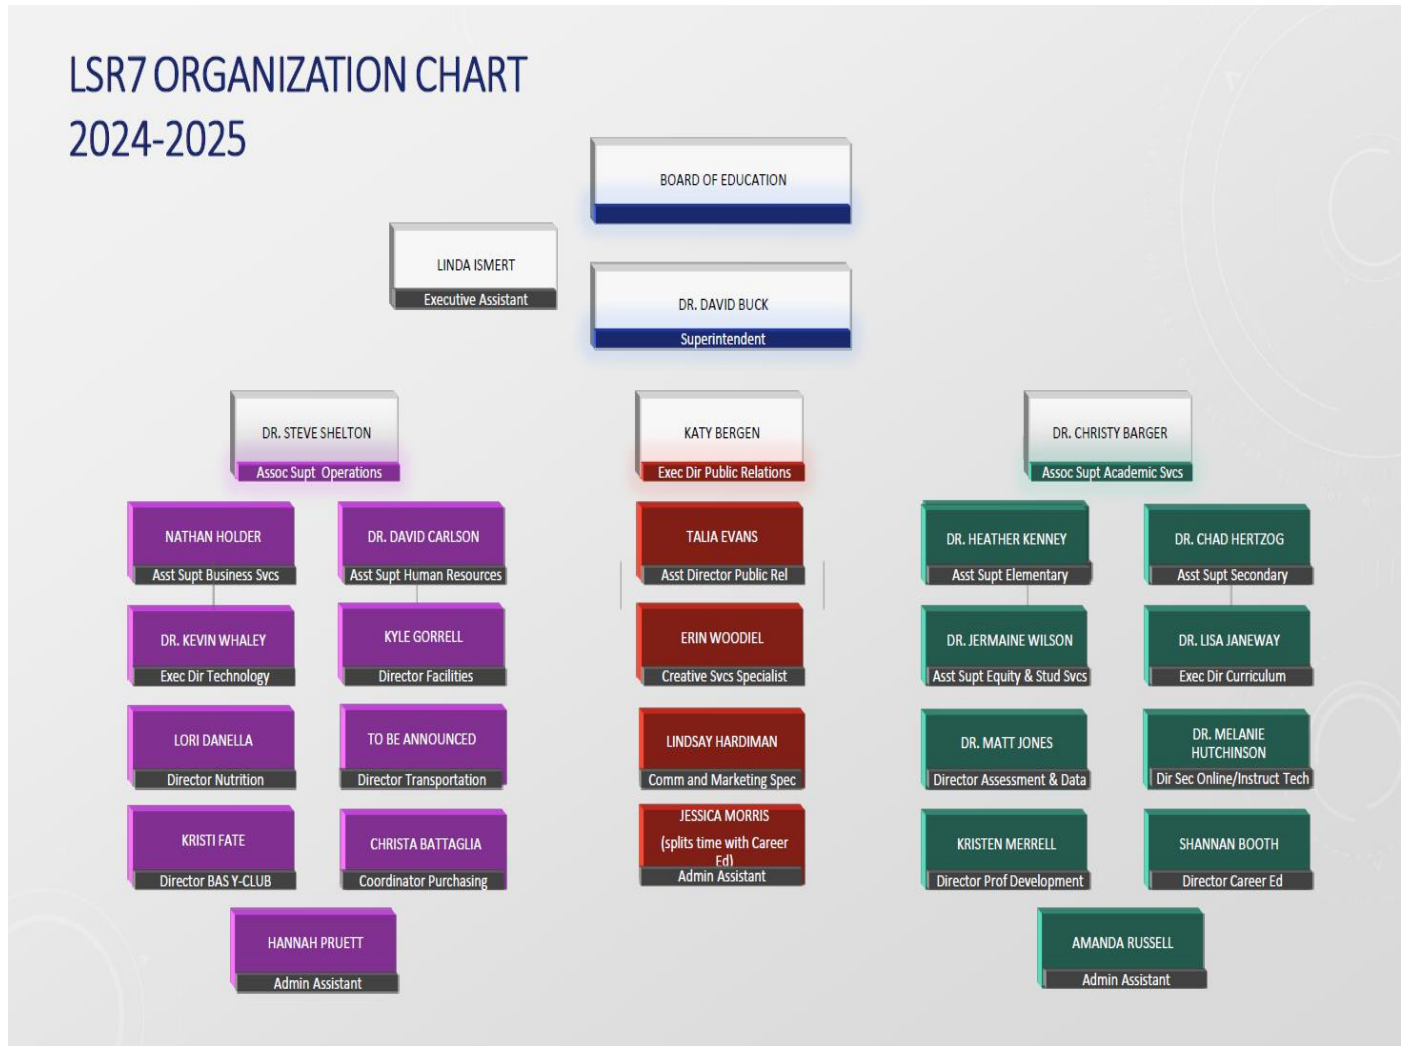 LSR7 ORGANIZATION CHART
2024-2025
BOARD OF EDUCATION
LINDA ISMERT
Executive Assistant
DR. DAVID BUCK
Superintendent
DR. STEVE SHELTON
Assoc Supt Operations
KATY BERGEN
Exec Dir Public Relations
DR. CHRISTY BARGER
Assoc Supt Academic Svcs
NATHAN HOLDER
Asst Supt Business Svcs
DR. DAVID CARLSON
Asst Supt Human Resources
TALIA EVANS
Asst Director Public Rel
DR. HEATHER KENNEY
Asst Supt Elementary
DR. CHAD HERTZOG
Asst Supt Secondary
DR. KEVIN WHALEY
Exec Dir Technology
KYLE GORRELL
Director Facilities
ERIN WOODIEL
Creative Svcs Specialist
DR. JERMAINE WILSON
Asst Supt Equity & Stud Svcs
DR. LISA JANEWAY
Exec Dir Curriculum
LORI DANELLA
Director Nutrition
TO BE ANNOUNCED
Director Transportation
LINDSAY HARDIMAN
Comm and Marketing Spec
DR. MATT JONES
Director Assessment & Data
DR. MELANIE
HUTCHINSON
Dir Sec Online/Instruct Tech
KRISTI FATE
Director BAS Y-CLUB
CHRISTA BATTAGLIA
Coordinator Purchasing
JESSICA MORRIS
(splits time with Career
Ed)
Admin Assistant
KRISTEN MERRELL
Director Prof Development
SHANNAN BOOTH
Director Career Ed
HANNAH PRUETT
Admin Assistant
AMANDA RUSSELL
Admin Assistant